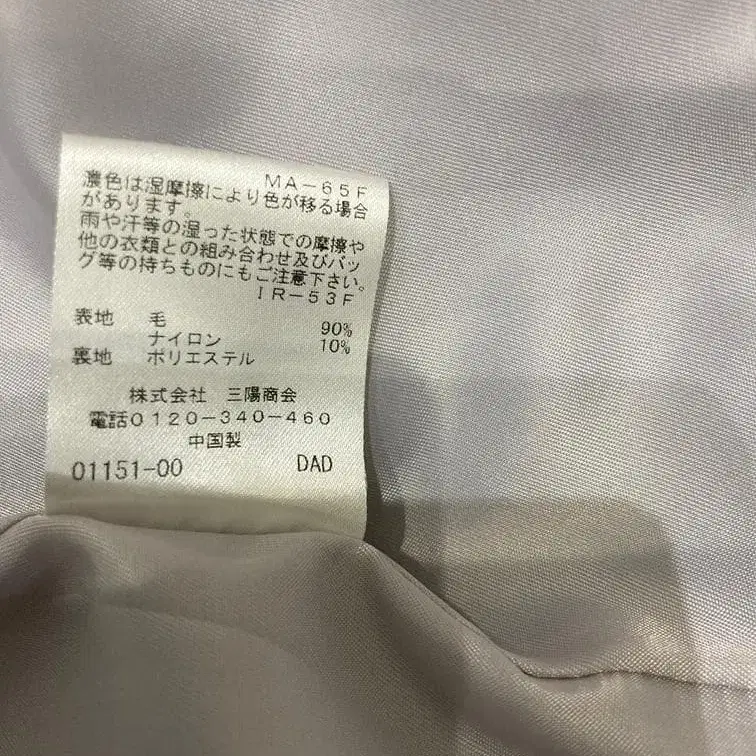 MA-65F
濃色は湿摩擦により色が移る場合
があります。
雨や汗等の湿った状態での摩擦や
他の衣類との組み合わせ及びバッ
グ等の持ちものにもご注意下さい。
IR-53F
表地 毛 90%
ナイロン 10%
裏地 ポリエステル
株式会社 三陽商会
電話0120-340-460
中国製
01151-00 DAD